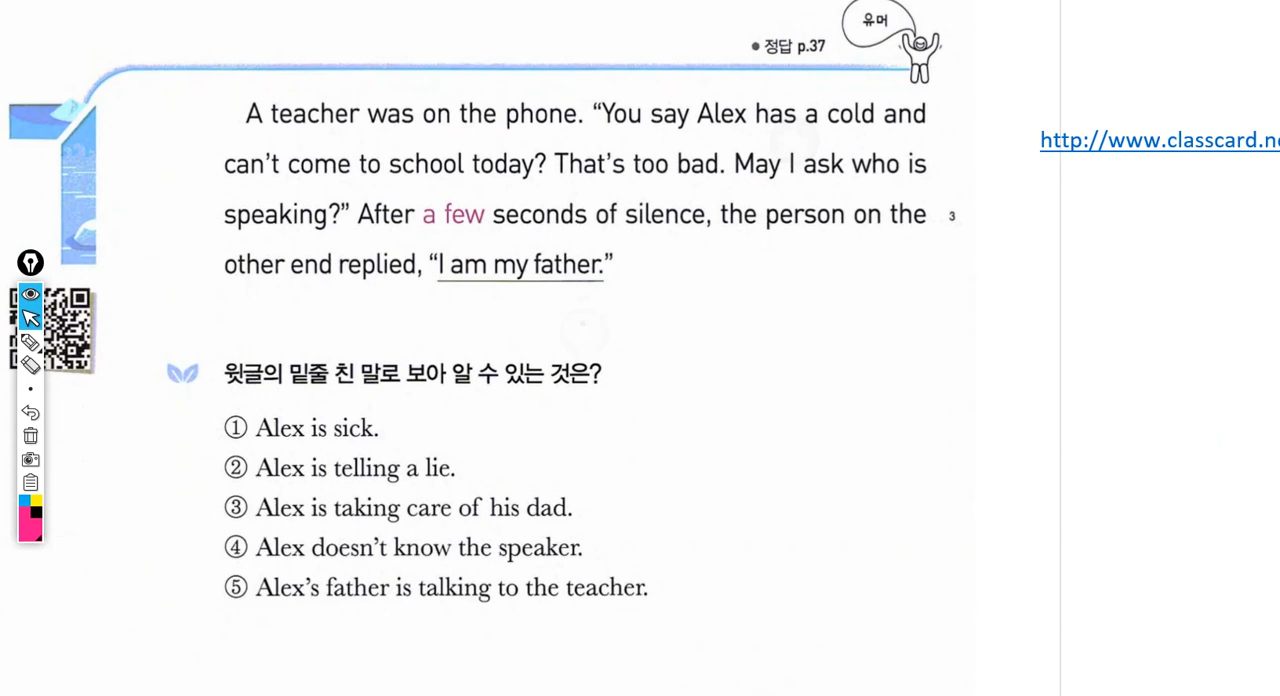 유머
● 정답 p.37
A teacher was on the phone. “You say Alex has a cold and
can’t come to school today? That’s too bad. May I ask who is
speaking?” After a few seconds of silence, the person on the 3
other end replied, “I am my father.”
http://www.classcard.n
윗글의 밑줄 친 말로 보아 알 수 있는 것은?
① Alex is sick.
② Alex is telling a lie.
③ Alex is taking care of his dad.
④ Alex doesn’t know the speaker.
⑤ Alex’s father is talking to the teacher.